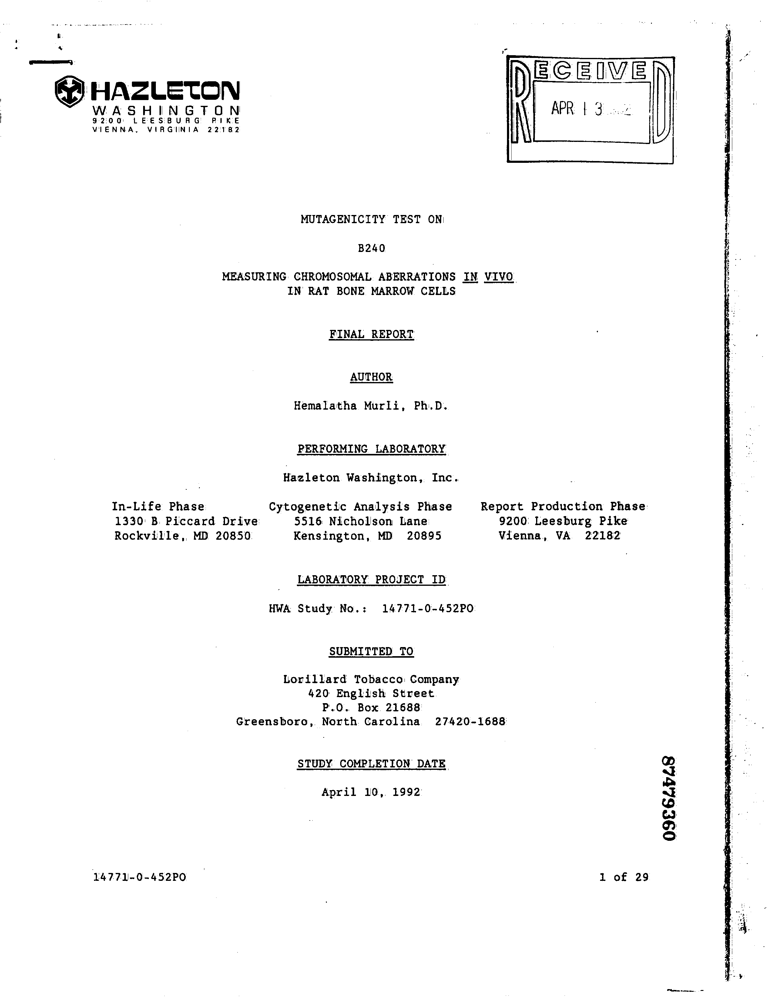 HAZLETON
WASHINGTON
9200 LEESBURG PIKE
VIENNA, VIRGINIA 22182
RECEIVED
APR 13
MUTAGENICITY TEST ON
B240
MEASURING CHROMOSOMAL ABERRATIONS IN VIVO
IN RAT BONE MARROW CELLS
FINAL REPORT
AUTHOR
Hemalatha Murli, Ph.D.
PERFORMING LABORATORY
Hazleton Washington, Inc.
In-Life Phase Cytogenetic Analysis Phase Report Production Phase
1330 B Piccard Drive 5516 Nicholson Lane 9200 Leesburg Pike
Rockville, MD 20850 Kensington, MD 20895 Vienna, VA 22182
LABORATORY PROJECT ID
HWA Study No.: 14771-0-452PO
SUBMITTED TO
Lorillard Tobacco Company
420 English Street
P.O. Box 21688
Greensboro, North Carolina 27420-1688
STUDY COMPLETION DATE
April 10, 1992
87479360
14771-0-452PO 1 of 29